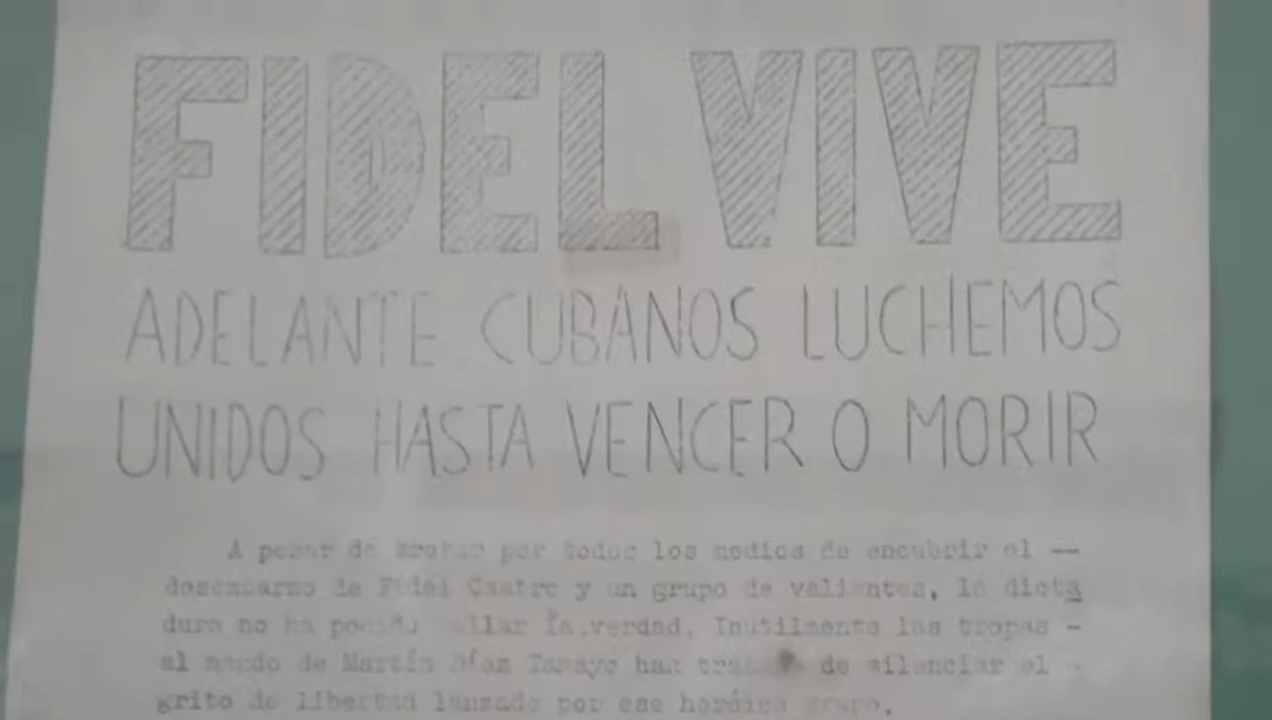 FIDEL VIVE
ADELANTE CUBANOS LUCHEMOS
UNIDOS HASTA VENCER O MORIR
A pesar de tratar por todos los medios de encubrir el --
desembarco de Fidel Castro y un grupo de valientes, la dicta
dura no ha podido callar la verdad. Inutilmente las tropas -
al mando de Martín Díaz Tamayo han tratado de silenciar el -
grito de libertad lanzado por ese heróico grupo.